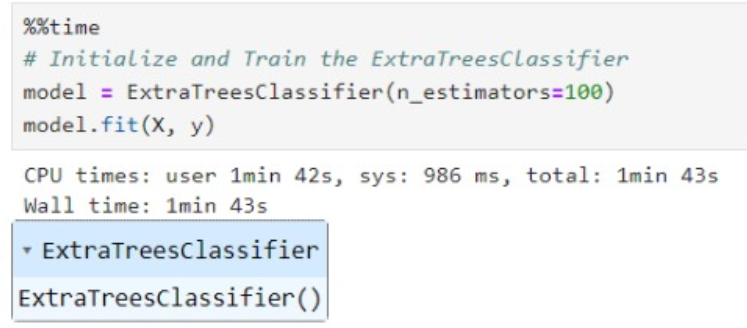 %%time
# Initialize and Train the ExtraTreesClassifier
model = ExtraTreesClassifier(n_estimators=100)
model.fit(X, y)
CPU times: user 1min 42s, sys: 986 ms, total: 1min 43s
Wall time: 1min 43s
▾ ExtraTreesClassifier
ExtraTreesClassifier()